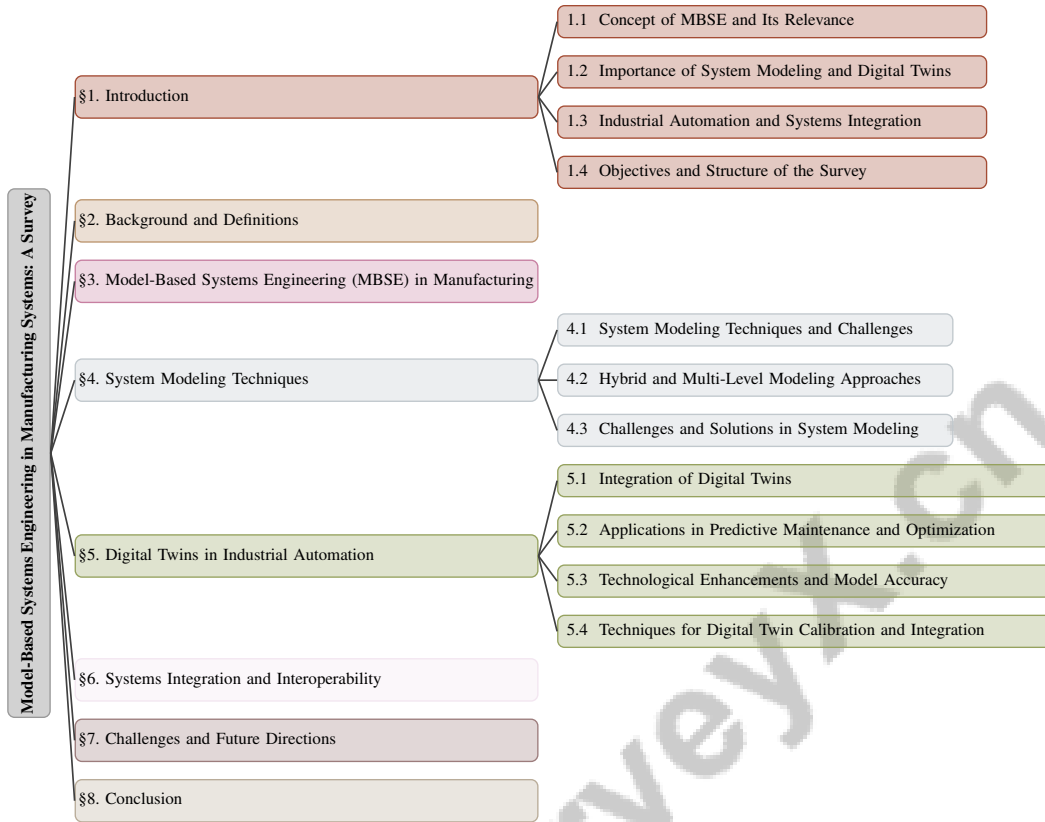 Model-Based Systems Engineering in Manufacturing Systems: A Survey
§1. Introduction
1.1 Concept of MBSE and Its Relevance
1.2 Importance of System Modeling and Digital Twins
1.3 Industrial Automation and Systems Integration
1.4 Objectives and Structure of the Survey
§2. Background and Definitions
§3. Model-Based Systems Engineering (MBSE) in Manufacturing
§4. System Modeling Techniques
4.1 System Modeling Techniques and Challenges
4.2 Hybrid and Multi-Level Modeling Approaches
4.3 Challenges and Solutions in System Modeling
§5. Digital Twins in Industrial Automation
5.1 Integration of Digital Twins
5.2 Applications in Predictive Maintenance and Optimization
5.3 Technological Enhancements and Model Accuracy
5.4 Techniques for Digital Twin Calibration and Integration
§6. Systems Integration and Interoperability
§7. Challenges and Future Directions
§8. Conclusion
rveyx.cn